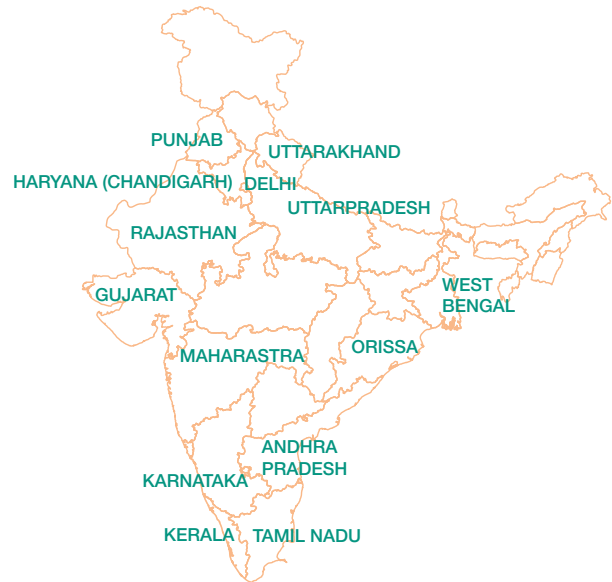 PUNJAB
UTTARAKHAND
HARYANA (CHANDIGARH)
DELHI
UTTARPRADESH
RAJASTHAN
GUJARAT
WEST
BENGAL
MAHARASTRA
ORISSA
ANDHRA
PRADESH
KARNATAKA
KERALA
TAMIL NADU